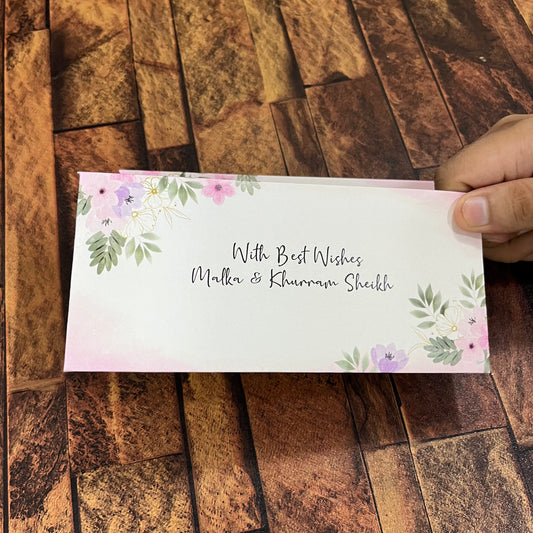 With Best Wishes
Malka & Khurram Sheikh